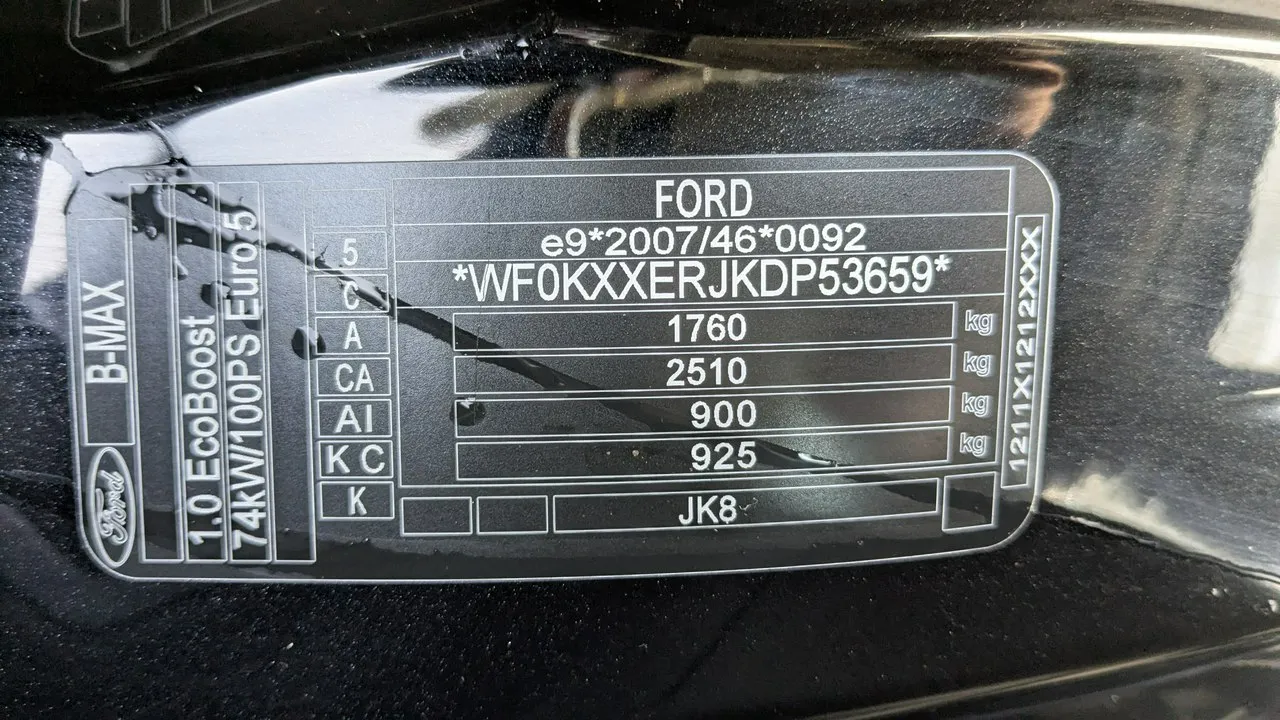 FORD
e9*2007/46*0092
*WF0KXXERJKDP53659*
1760 kg
2510 kg
900 kg
925 kg
JK8
5
C
A
CA
AI
K C
K
B-MAX
Ford
1.0 EcoBoost
74kW/100PS Euro 5
1211X1212XXX